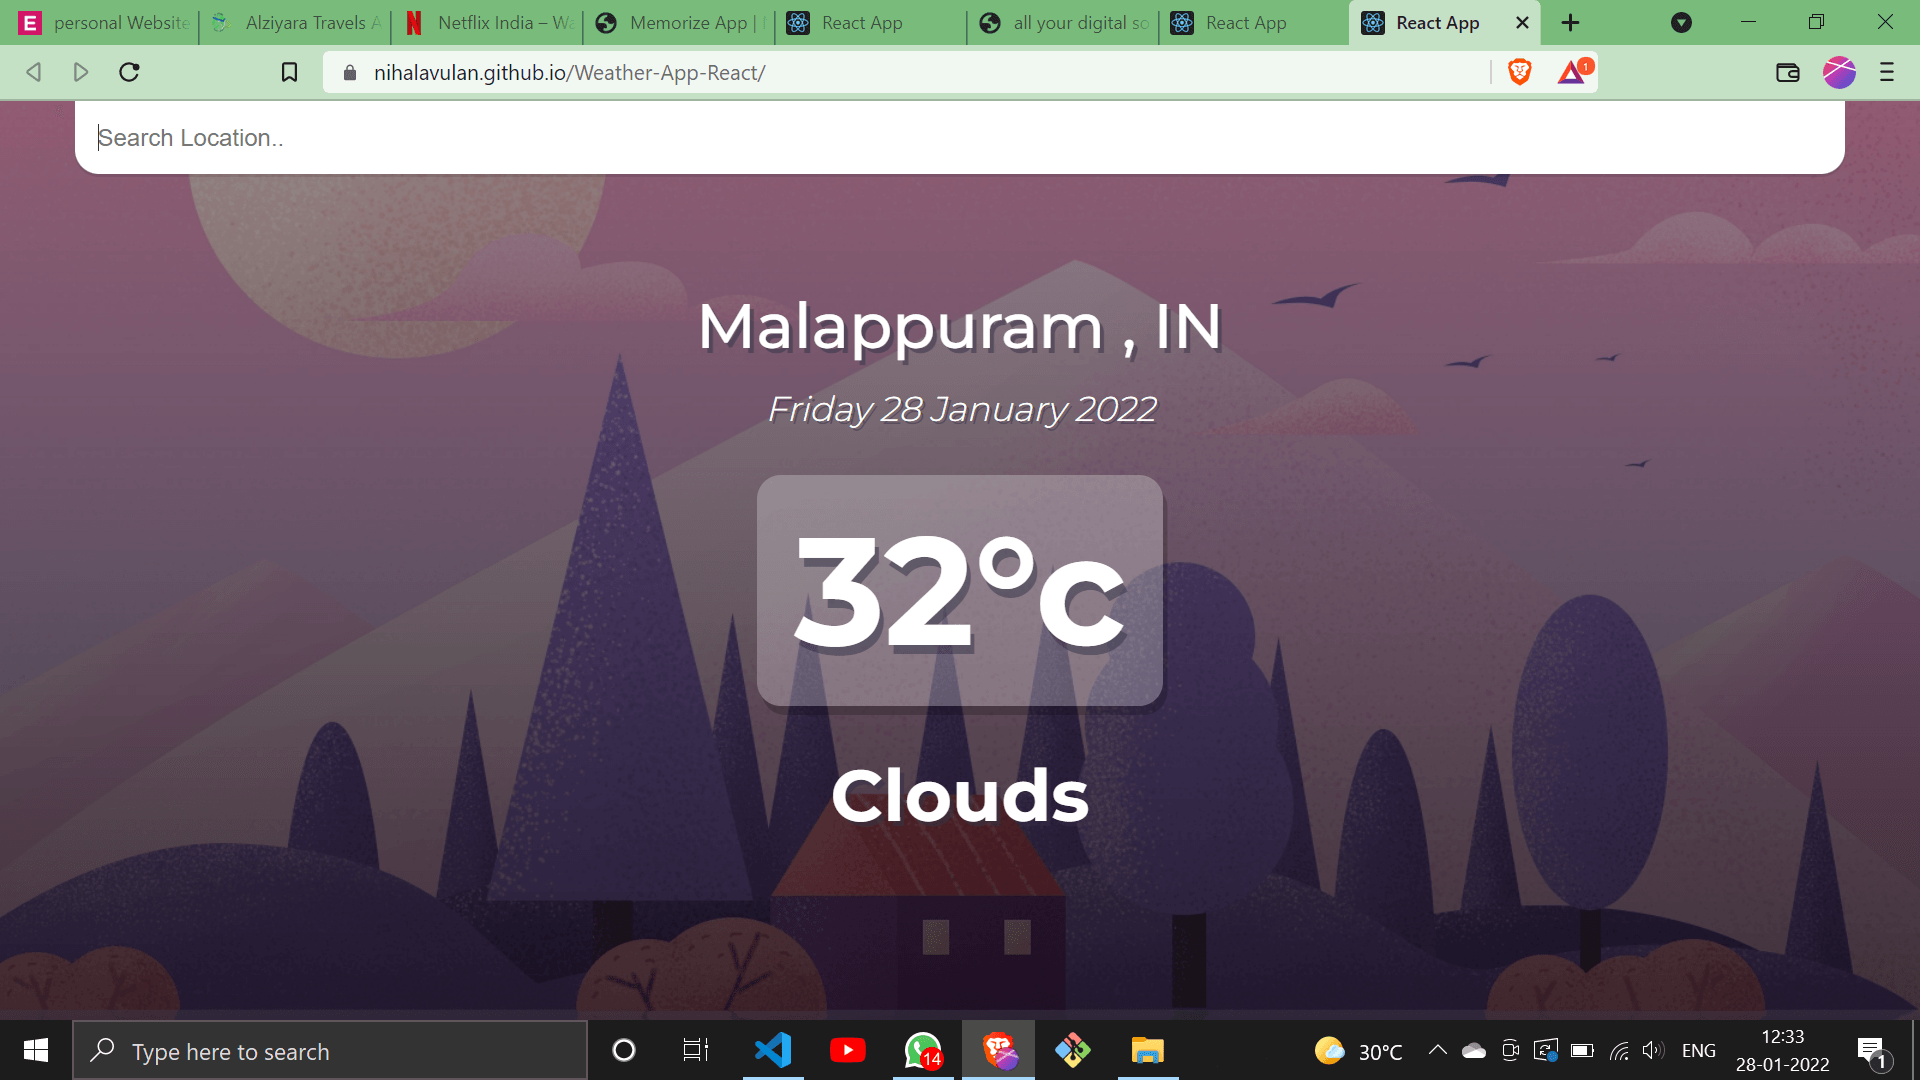 E personal Website
Alziyara Travels A
N Netflix India – Wa
Memorize App |
React App
all your digital so
React App
React App
nihalavulan.github.io/Weather-App-React/
1
Search Location..
Malappuram , IN
Friday 28 January 2022
32°c
Clouds
Type here to search
14
30°C
ENG
12:33
28-01-2022
1